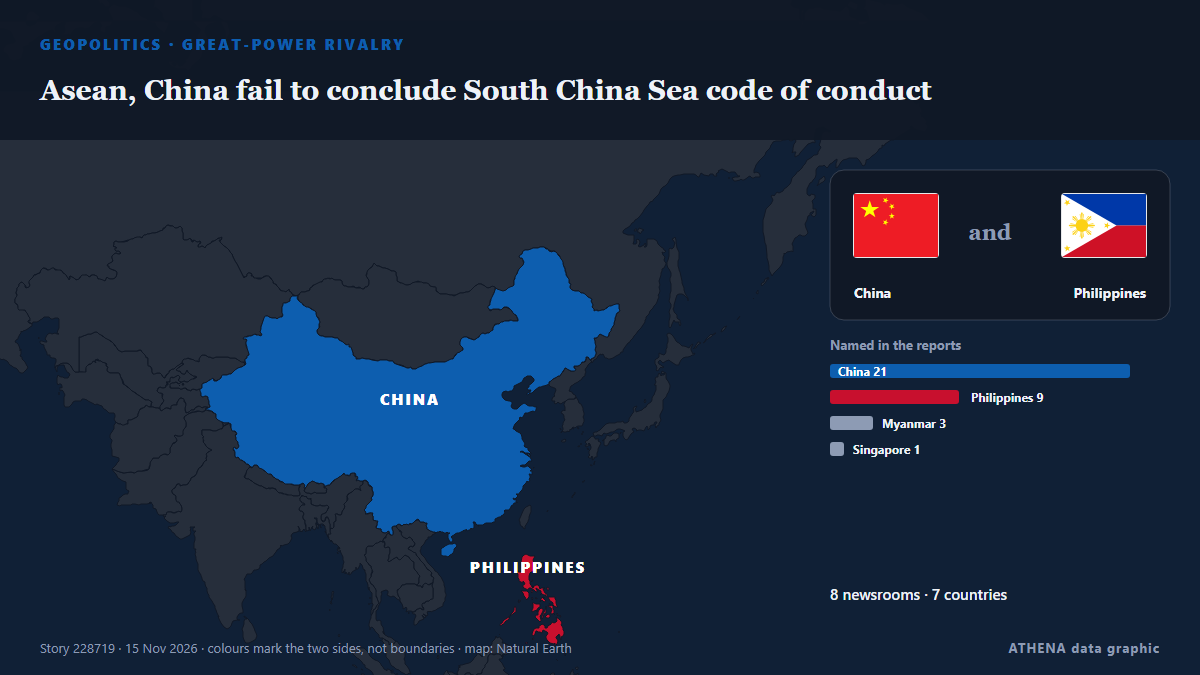 GEOPOLITICS · GREAT-POWER RIVALRY
Asean, China fail to conclude South China Sea code of conduct
and
China
Philippines
Named in the reports
China 21
Philippines 9
Myanmar 3
Singapore 1
CHINA
PHILIPPINES
8 newsrooms · 7 countries
Story 228719 · 15 Nov 2026 · colours mark the two sides, not boundaries · map: Natural Earth
ATHENA data graphic